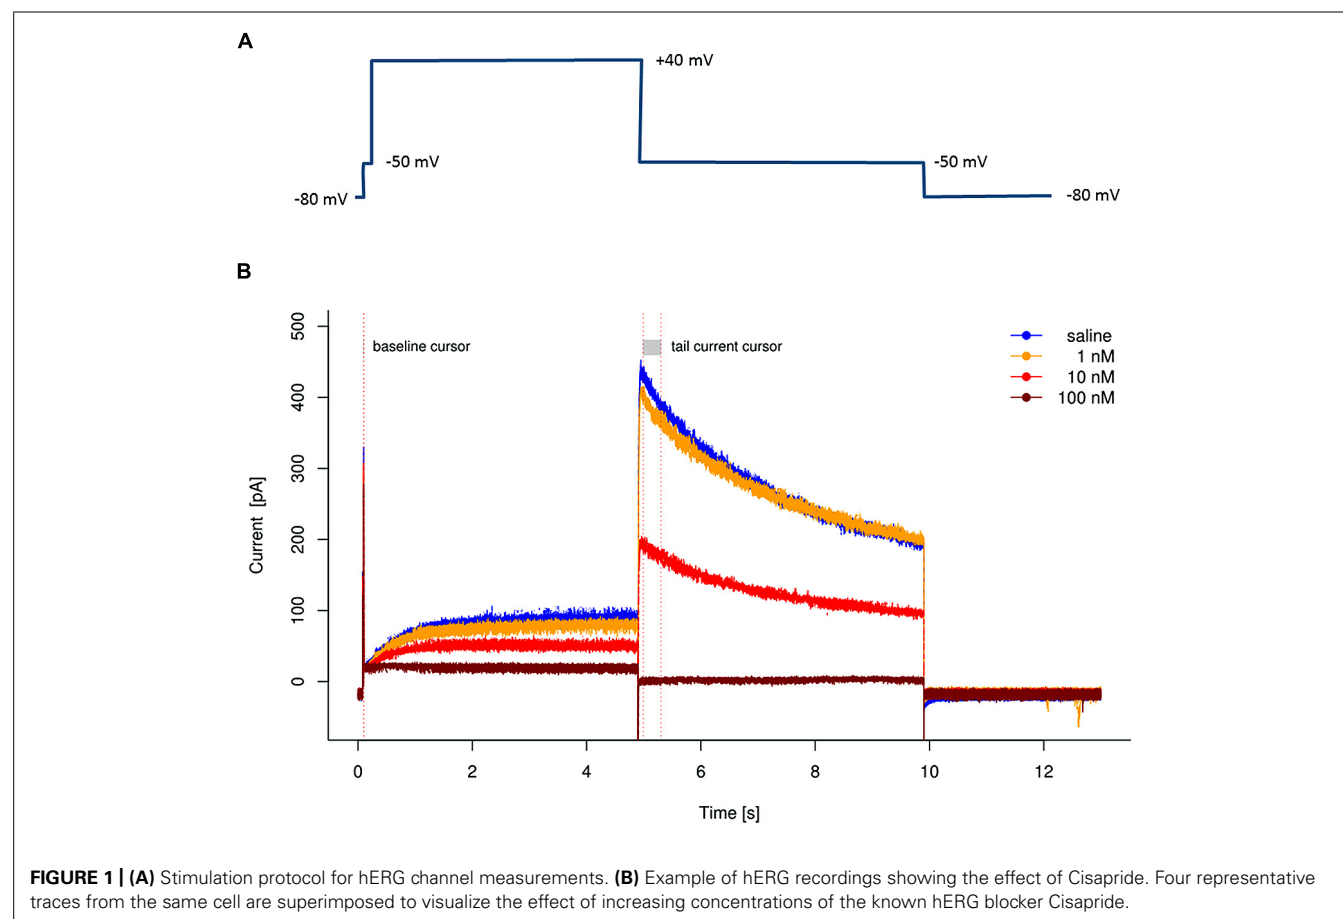 A
+40 mV
-50 mV
-50 mV
-80 mV
-80 mV
B
500
400
300
200
100
0
Current [pA]
baseline cursor
tail current cursor
saline
1 nM
10 nM
100 nM
0 2 4 6 8 10 12
Time [s]
FIGURE 1 | (A) Stimulation protocol for hERG channel measurements. (B) Example of hERG recordings showing the effect of Cisapride. Four representative
traces from the same cell are superimposed to visualize the effect of increasing concentrations of the known hERG blocker Cisapride.